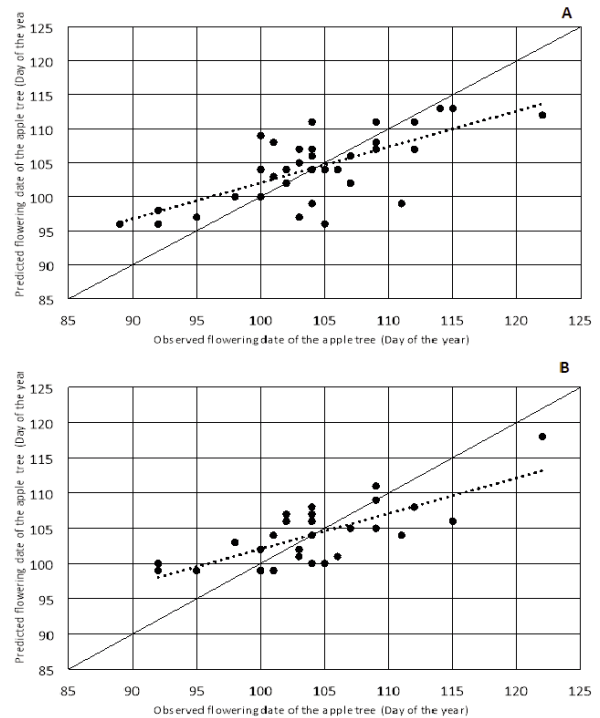 A
Predicted flowering date of the apple tree (Day of the yea
125
120
115
110
105
100
95
90
85
85 90 95 100 105 110 115 120 125
Observed flowering date of the apple tree (Day of the year)
B
Predicted flowering date of the apple tree (Day of the yea
125
120
115
110
105
100
95
90
85
85 90 95 100 105 110 115 120 125
Observed flowering date of the apple tree (Day of the year)